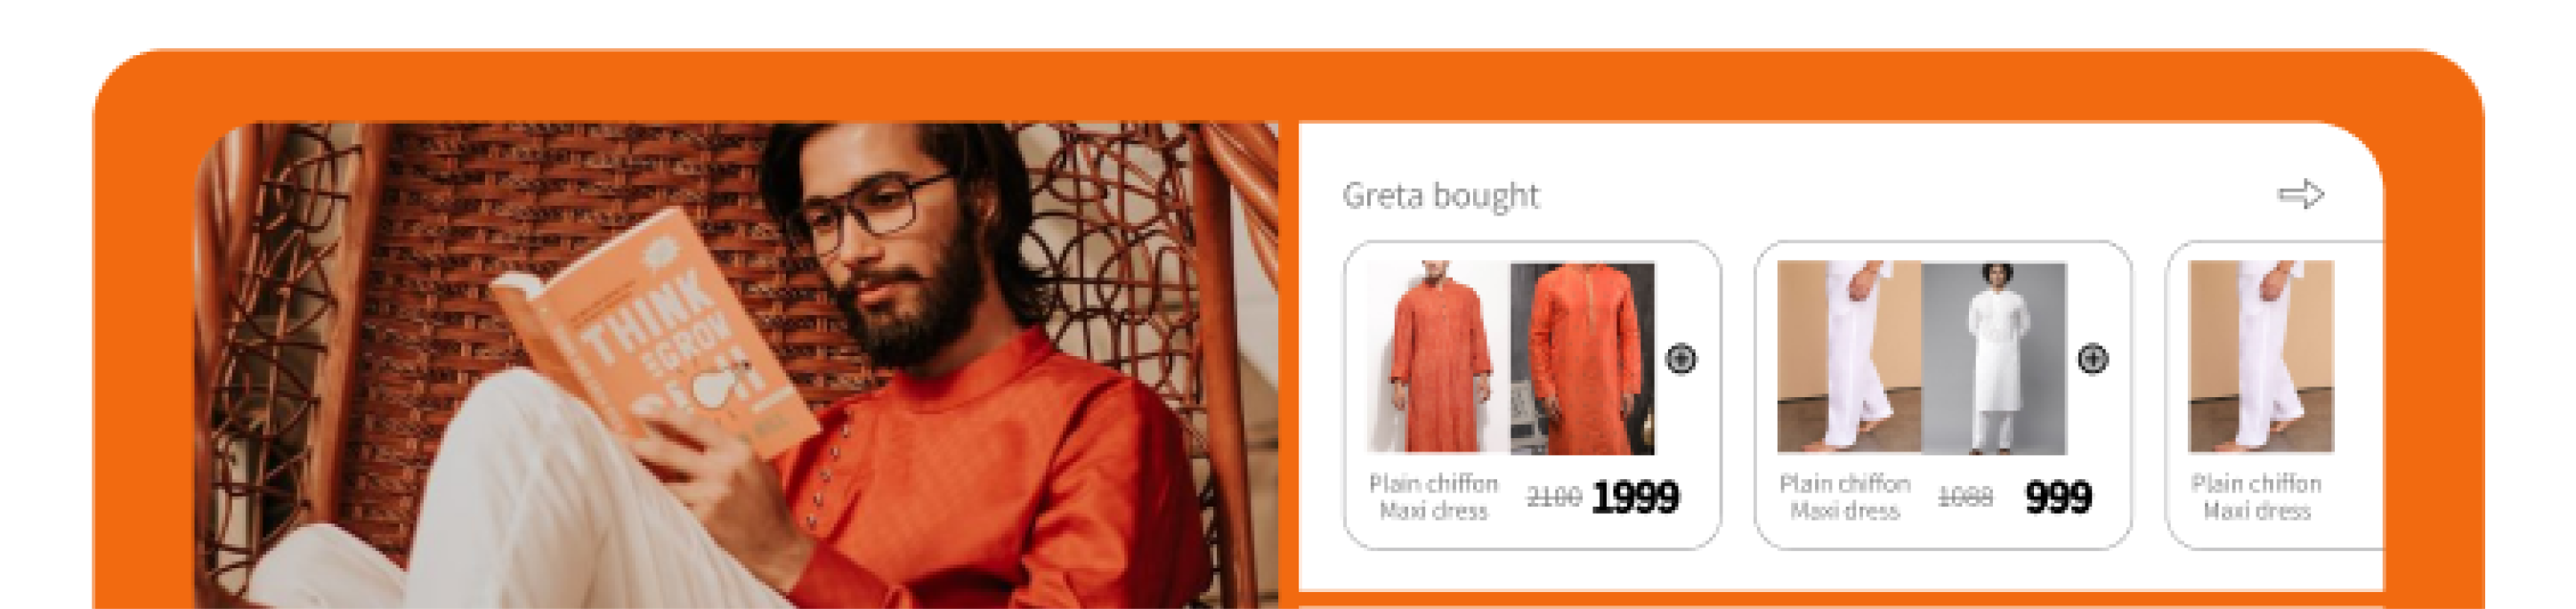 THINK
AND GROW
Greta bought
Plain chiffon
Maxi dress
2100 1999
Plain chiffon
Maxi dress
1088 999
Plain chiffon
Maxi dress